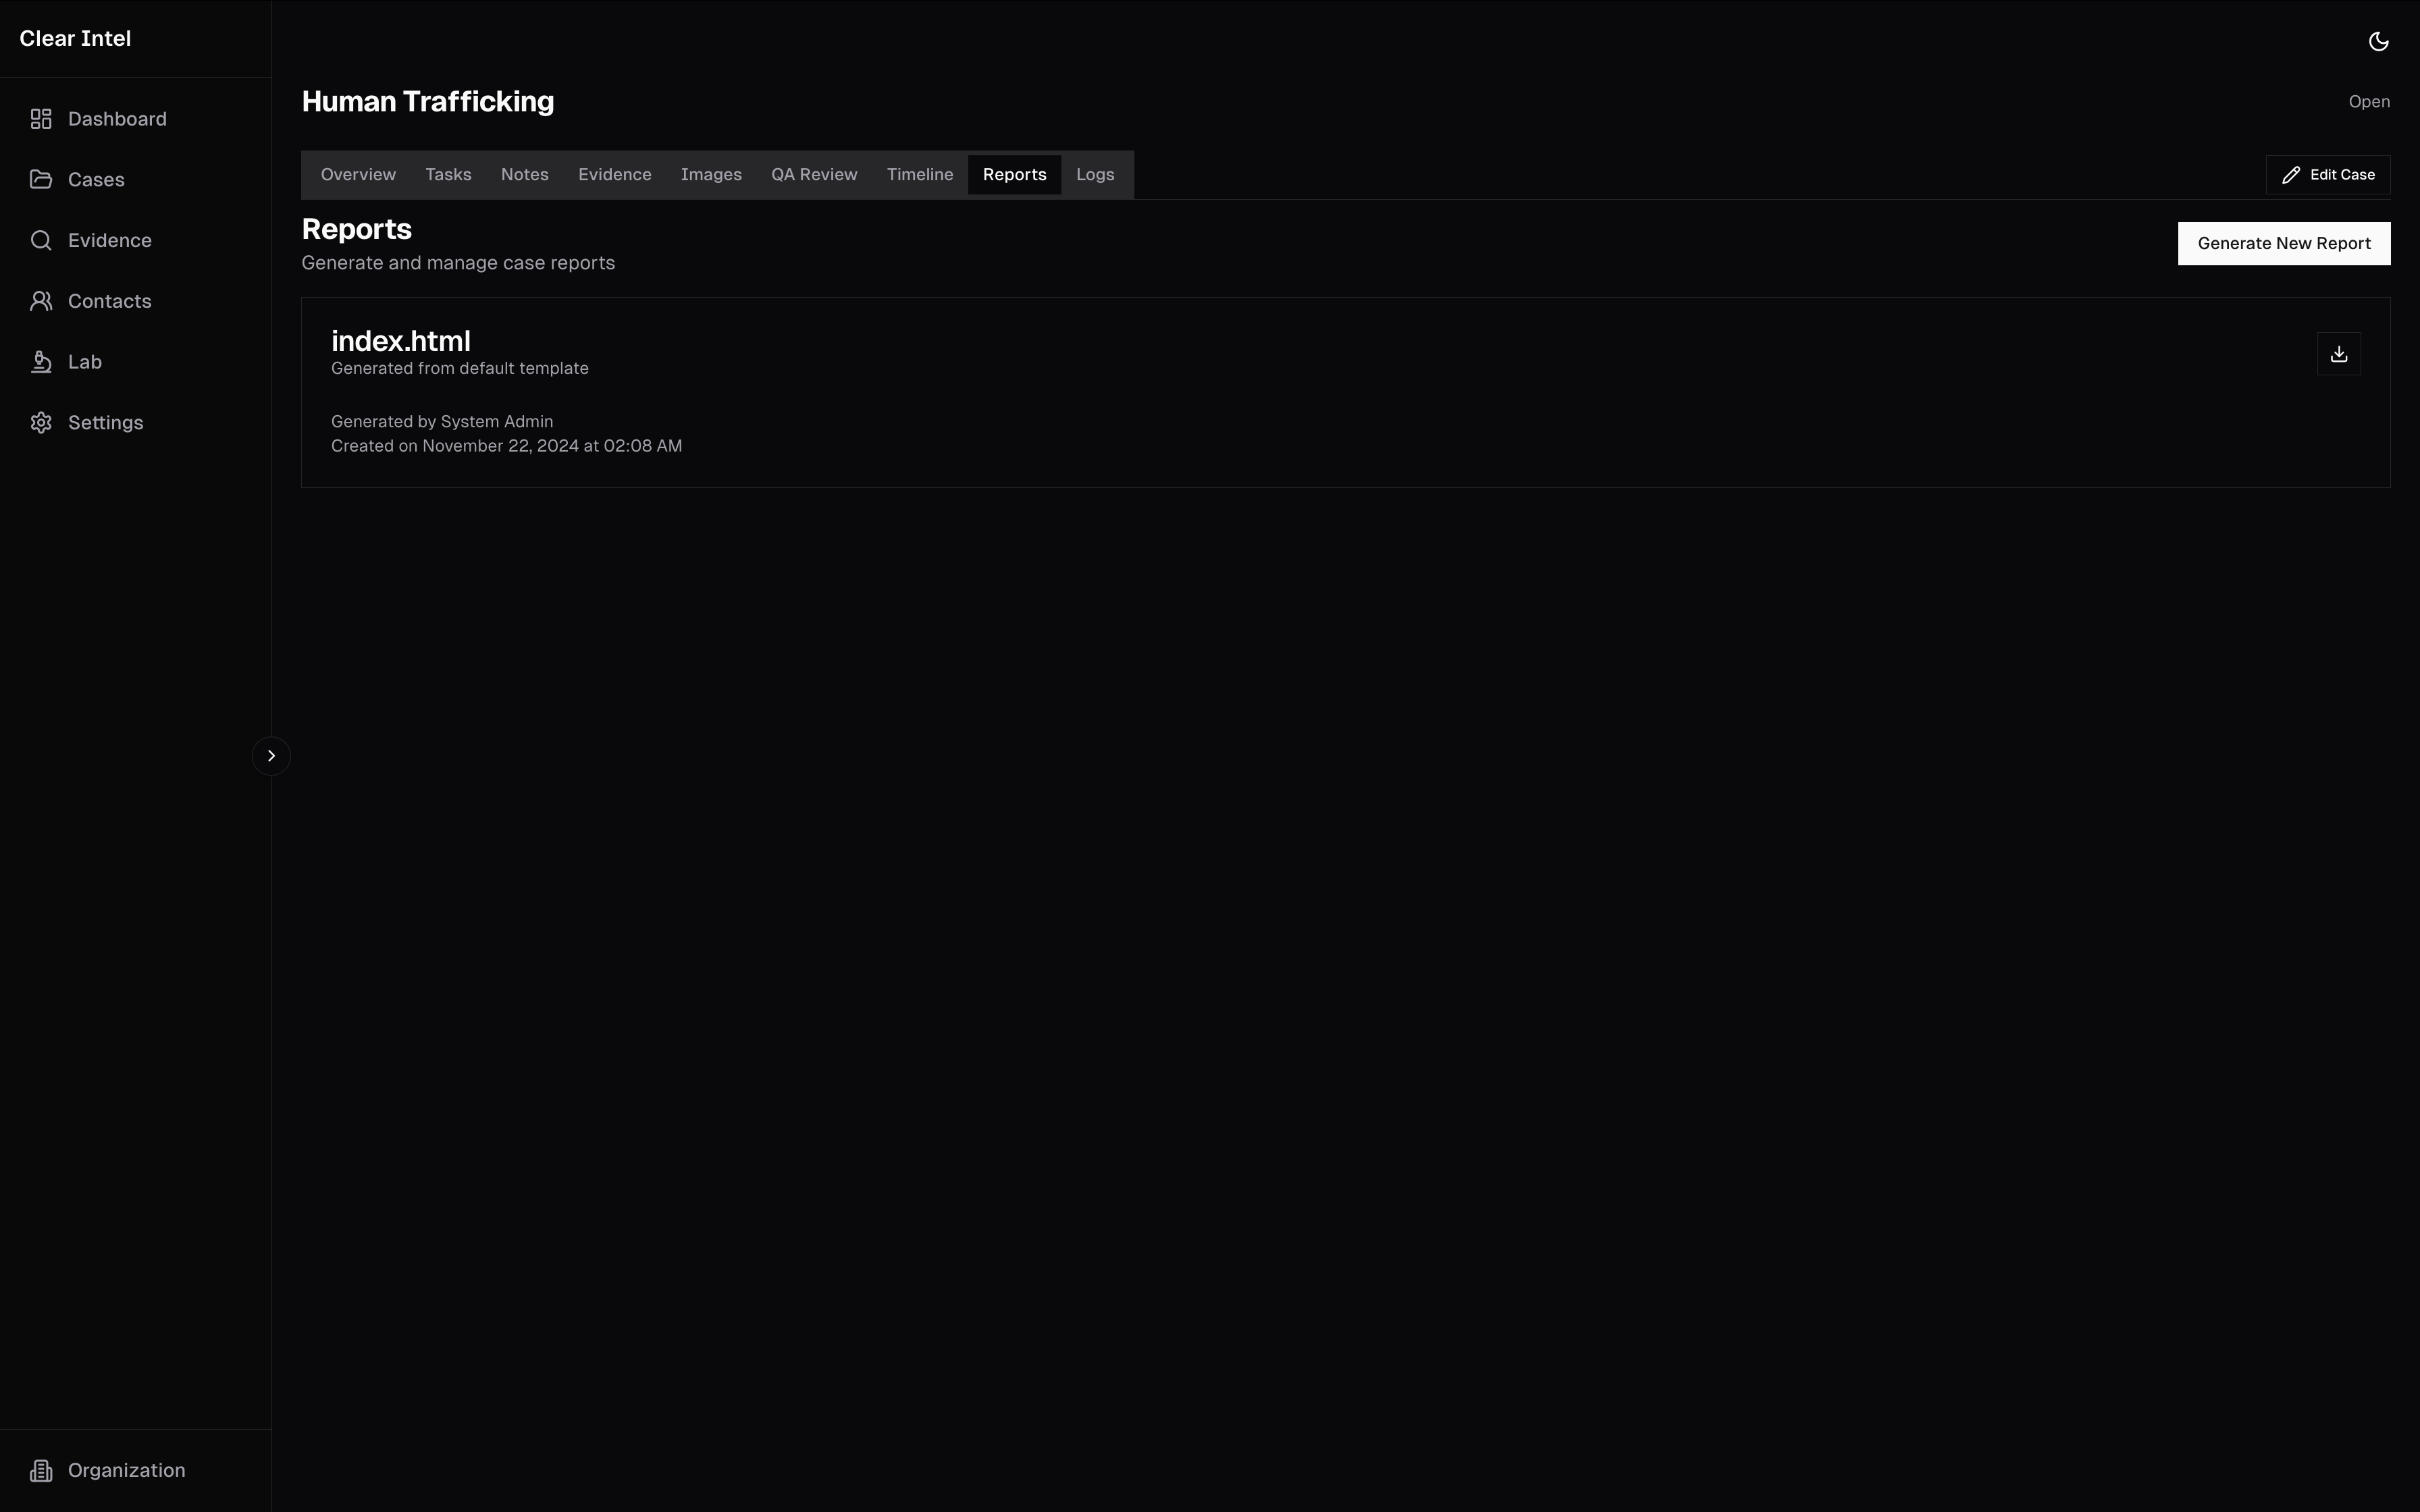 Clear Intel
Dashboard
Cases
Evidence
Contacts
Lab
Settings
Organization
Human Trafficking
Open
Overview
Tasks
Notes
Evidence
Images
QA Review
Timeline
Reports
Logs
Edit Case
Reports
Generate and manage case reports
Generate New Report
index.html
Generated from default template
Generated by System Admin
Created on November 22, 2024 at 02:08 AM